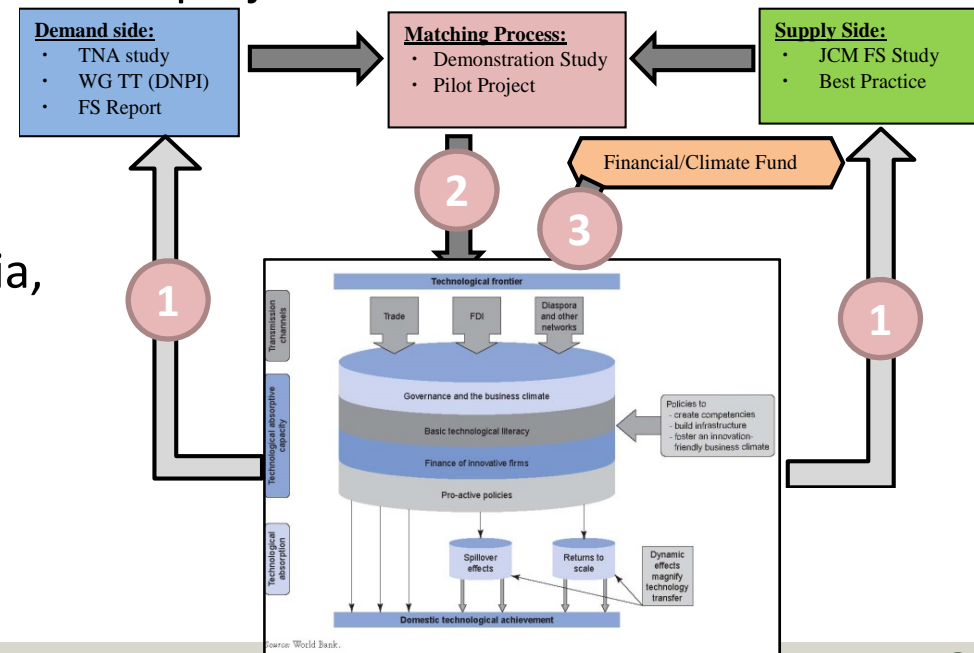 Demand side:
· TNA study
· WG TT (DNPI)
· FS Report
Matching Process:
· Demonstration Study
· Pilot Project
Supply Side:
· JCM FS Study
· Best Practice
Financial/Climate Fund
2
3
ia,
1
1
Technological frontier
Transmission
channels
Trade
FDI
Diaspora
and other
networks
Technological absorptive
capacity
Governance and the business climate
Basic technological literacy
Finance of innovative firms
Pro-active policies
Policies to
- create competencies
- build infrastructure
- foster an innovation-
friendly business climate
Technological
absorption
Spillover
effects
Returns to
scale
Dynamic
effects
magnify
technology
transfer
Domestic technological achievement
Source: World Bank.